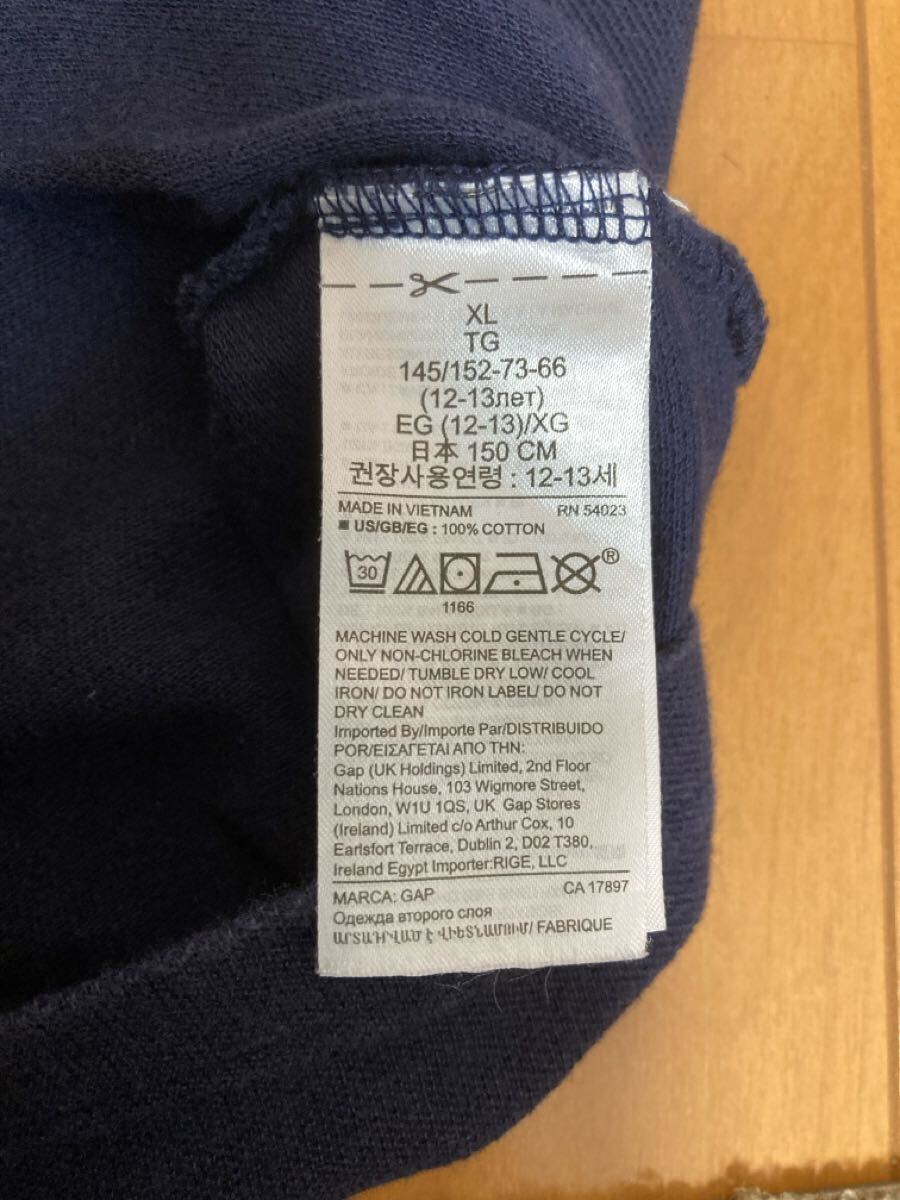 XL
TG
145/152-73-66
(12-13лет)
EG (12-13)/XG
日本 150 CM
권장사용연령 : 12-13세
MADE IN VIETNAM RN 54023
■ US/GB/EG : 100% COTTON
30 ®
1166
MACHINE WASH COLD GENTLE CYCLE/
ONLY NON-CHLORINE BLEACH WHEN
NEEDED/ TUMBLE DRY LOW/ COOL
IRON/ DO NOT IRON LABEL/ DO NOT
DRY CLEAN
Imported By/Importe Par/DISTRIBUIDO
POR/ΕΙΣΑΓΕΤΑΙ ΑΠΟ ΤΗΝ:
Gap (UK Holdings) Limited, 2nd Floor
Nations House, 103 Wigmore Street,
London, W1U 1QS, UK Gap Stores
(Ireland) Limited c/o Arthur Cox, 10
Earlsfort Terrace, Dublin 2, D02 T380,
Ireland Egypt Importer:RIGE, LLC
MARCA: GAP CA 17897
Одежда второго слоя
ԱՐՏԱԴՐՎԱԾ Է ՎԻԵՏՆԱՄՈՒՄ/ FABRIQUE